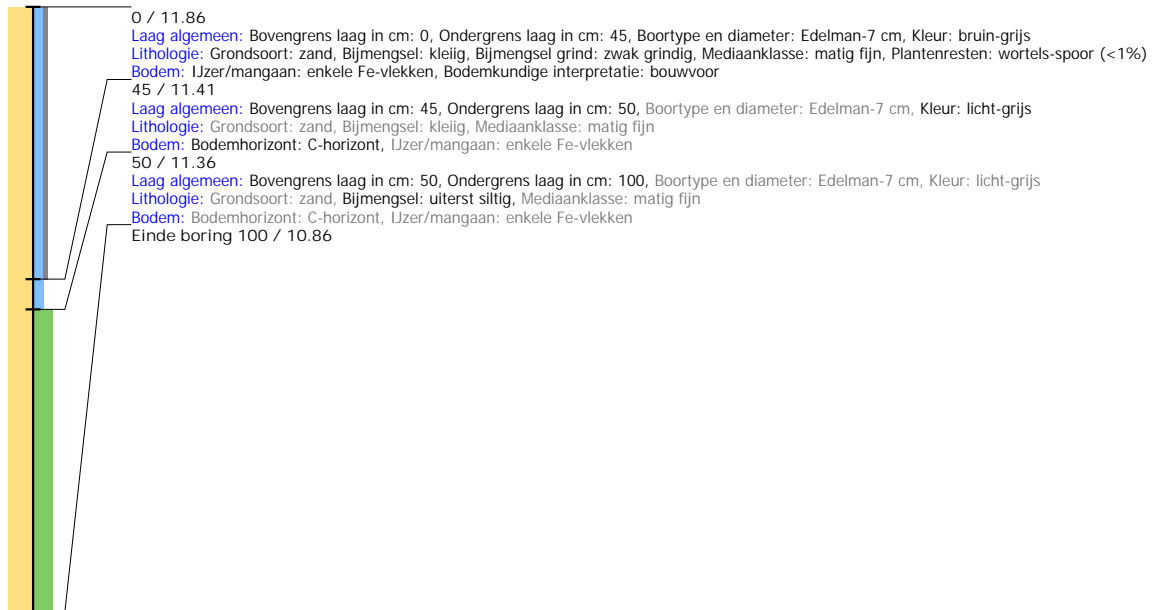 0 / 11.86
Laag algemeen: Bovengrens laag in cm: 0, Ondergrens laag in cm: 45, Boortype en diameter: Edelman-7 cm, Kleur: bruin-grijs
Lithologie: Grondsoort: zand, Bijmengsel: kleiig, Bijmengsel grind: zwak grindig, Mediaanklasse: matig fijn, Plantenresten: wortels-spoor (<1%)
Bodem: IJzer/mangaan: enkele Fe-vlekken, Bodemkundige interpretatie: bouwvoor
45 / 11.41
Laag algemeen: Bovengrens laag in cm: 45, Ondergrens laag in cm: 50, Boortype en diameter: Edelman-7 cm, Kleur: licht-grijs
Lithologie: Grondsoort: zand, Bijmengsel: kleiig, Mediaanklasse: matig fijn
Bodem: Bodemhorizont: C-horizont, IJzer/mangaan: enkele Fe-vlekken
50 / 11.36
Laag algemeen: Bovengrens laag in cm: 50, Ondergrens laag in cm: 100, Boortype en diameter: Edelman-7 cm, Kleur: licht-grijs
Lithologie: Grondsoort: zand, Bijmengsel: uiterst siltig, Mediaanklasse: matig fijn
Bodem: Bodemhorizont: C-horizont, IJzer/mangaan: enkele Fe-vlekken
Einde boring 100 / 10.86